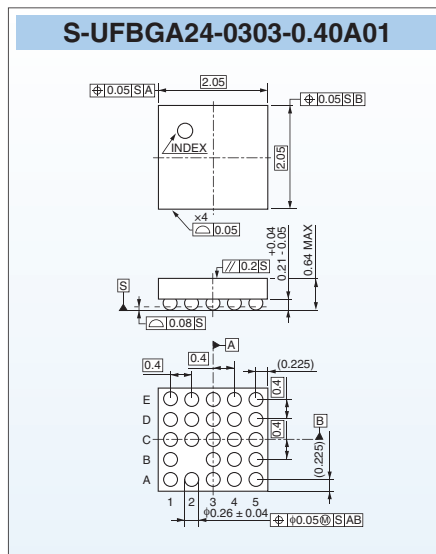 S-UFBGA24-0303-0.40A01
⌖ 0.05 S A
2.05
⌖ 0.05 S B
INDEX
2.05
×4
⌓ 0.05
+0.04
0.21 - 0.05
0.64 MAX
// 0.2 S
S
⌓ 0.08 S
A
0.4
0.4
(0.225)
E
D
C
B
A
0.4
0.4
B
(0.225)
1 2 3 4 5
φ0.26 ± 0.04
⌖ φ0.05 Ⓜ S AB